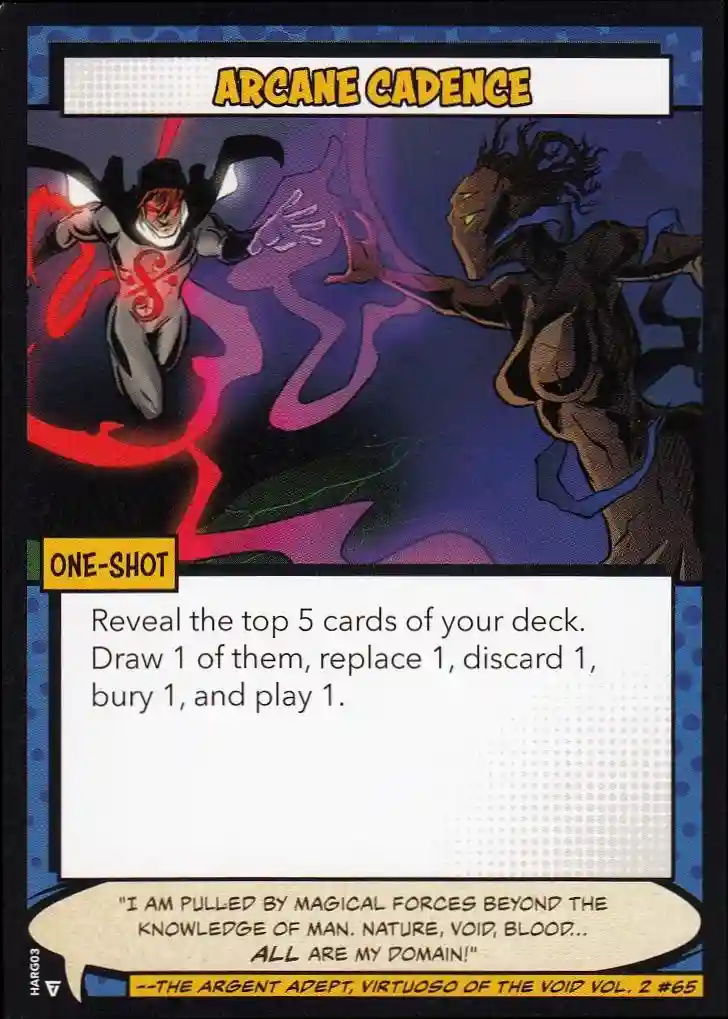 ARCANE CADENCE
S
ONE-SHOT
Reveal the top 5 cards of your deck.
Draw 1 of them, replace 1, discard 1,
bury 1, and play 1.
"I AM PULLED BY MAGICAL FORCES BEYOND THE
KNOWLEDGE OF MAN. NATURE, VOID, BLOOD...
ALL ARE MY DOMAIN!"
--THE ARGENT ADEPT, VIRTUOSO OF THE VOID VOL. 2 #65
HARG03